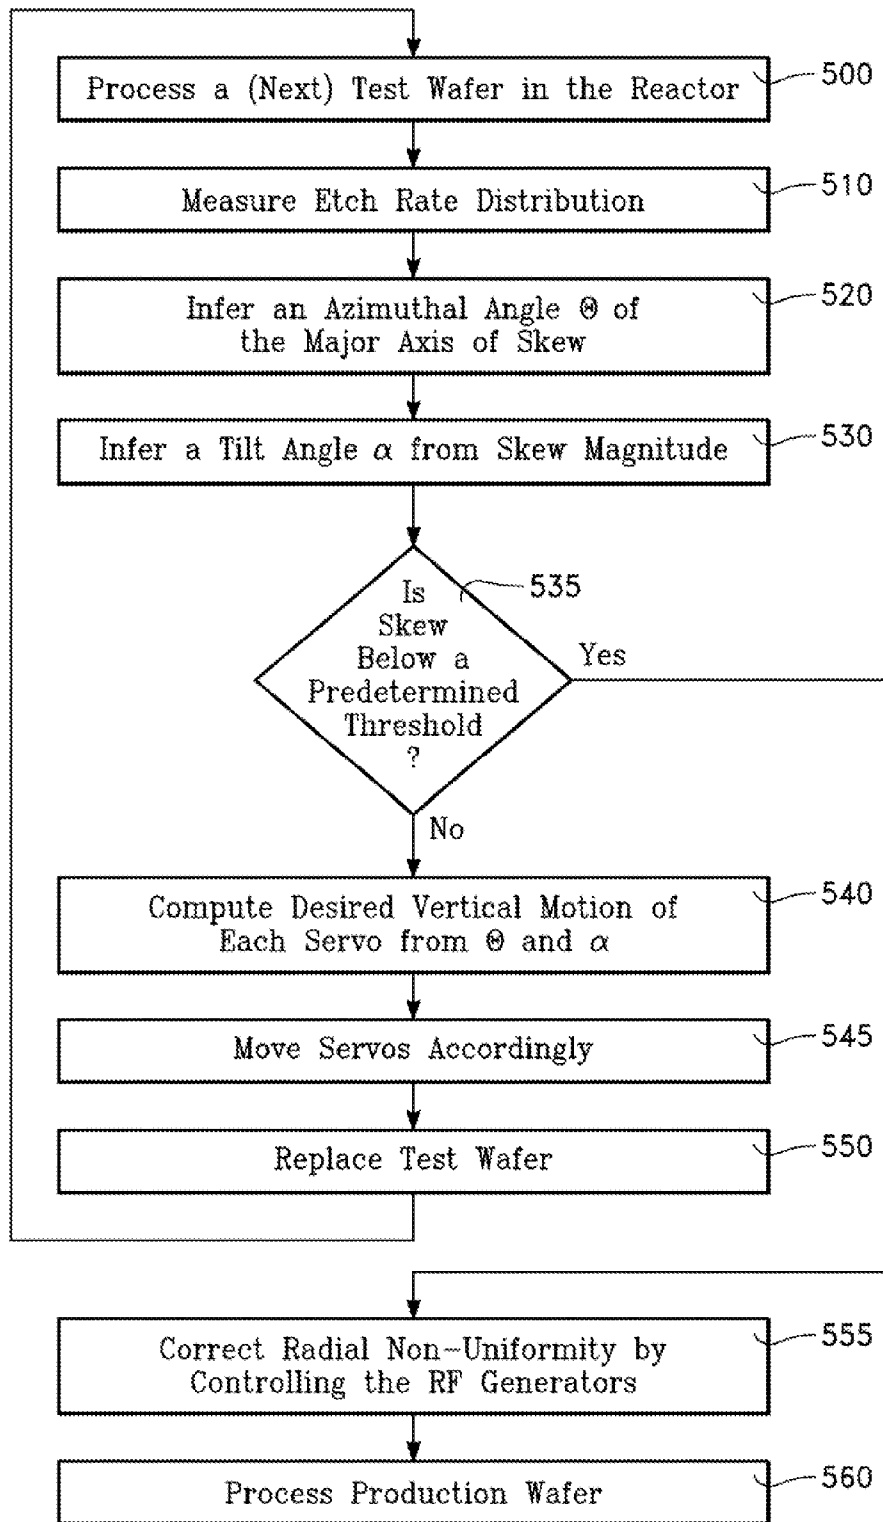 Process a (Next) Test Wafer in the Reactor
500
Measure Etch Rate Distribution
510
Infer an Azimuthal Angle Θ of
the Major Axis of Skew
520
Infer a Tilt Angle α from Skew Magnitude
530
Is
Skew
Below a
Predetermined
Threshold
?
535
Yes
No
Compute Desired Vertical Motion of
Each Servo from Θ and α
540
Move Servos Accordingly
545
Replace Test Wafer
550
Correct Radial Non-Uniformity by
Controlling the RF Generators
555
Process Production Wafer
560